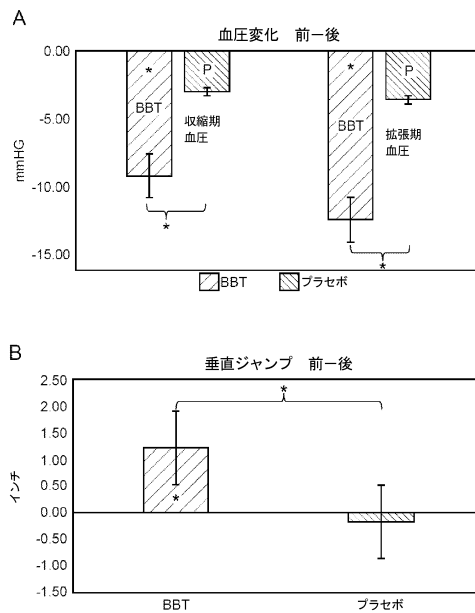 A
血圧変化 前ー後
0.00
-5.00
-10.00
-15.00
mmHG
*
BBT
P
収縮期
血圧
*
*
BBT
P
拡張期
血圧
*
BBT
プラセボ
B
垂直ジャンプ 前ー後
2.50
2.00
1.50
1.00
0.50
0.00
-0.50
-1.00
-1.50
インチ
*
*
BBT
プラセボ